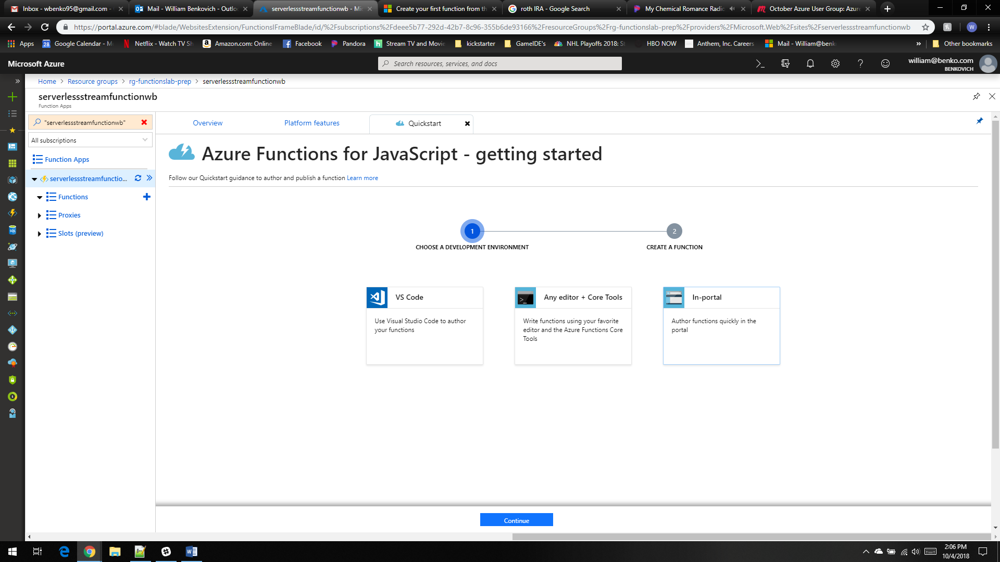 Inbox - wbenko95@gmail.com -
Mail - William Benkovich - Outlo
serverlessstreamfunctionwb - Mi
Create your first function from th
roth IRA - Google Search
My Chemical Romance Radio
October Azure User Group: Azure
https://portal.azure.com/#blade/WebsitesExtension/FunctionsIFrameBlade/id/%2Fsubscriptions%2Fdeee5b77-292d-42b7-8c96-355b6de93166%2FresourceGroups%2Frg-functionslab-prep%2Fproviders%2FMicrosoft.Web%2Fsites%2Fserverlessstreamfunctionwb
W
Apps
28
Google Calendar - M
Netflix - Watch TV Sh
Amazon.com: Online
Facebook
Pandora
Stream TV and Movie
kickstarter
GameIDE's
NHL Playoffs 2018: St
HBO NOW
Anthem, Inc. Careers
Mail - William@benk
»
Other bookmarks
Microsoft Azure
Search resources, services, and docs
william@benko.com
BENKOVICH
Home > Resource groups > rg-functionslab-prep > serverlessstreamfunctionwb
serverlessstreamfunctionwb
Function Apps
"serverlessstreamfunctionwb"
All subscriptions
Function Apps
serverlessstreamfunctio...
Functions
Proxies
Slots (preview)
Overview
Platform features
Quickstart
Azure Functions for JavaScript - getting started
Follow our Quickstart guidance to author and publish a function Learn more
1
2
CHOOSE A DEVELOPMENT ENVIRONMENT
CREATE A FUNCTION
VS Code
Use Visual Studio Code to author
your functions
Any editor + Core Tools
Write functions using your favorite
editor and the Azure Functions Core
Tools
In-portal
Author functions quickly in the
portal
Continue
SQL
2:06 PM
10/4/2018